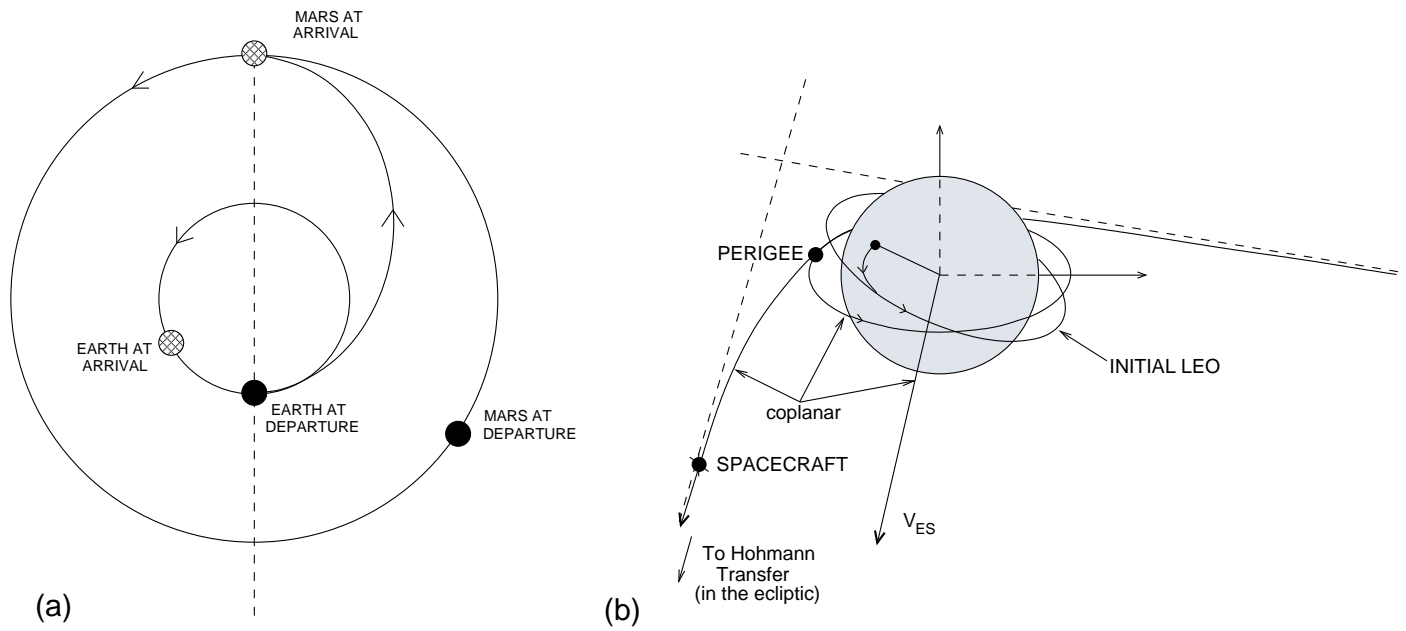 MARS AT
ARRIVAL
EARTH AT
ARRIVAL
EARTH AT
DEPARTURE
MARS AT
DEPARTURE
(a)
PERIGEE
INITIAL LEO
coplanar
SPACECRAFT
V_ES
To Hohmann
Transfer
(in the ecliptic)
(b)